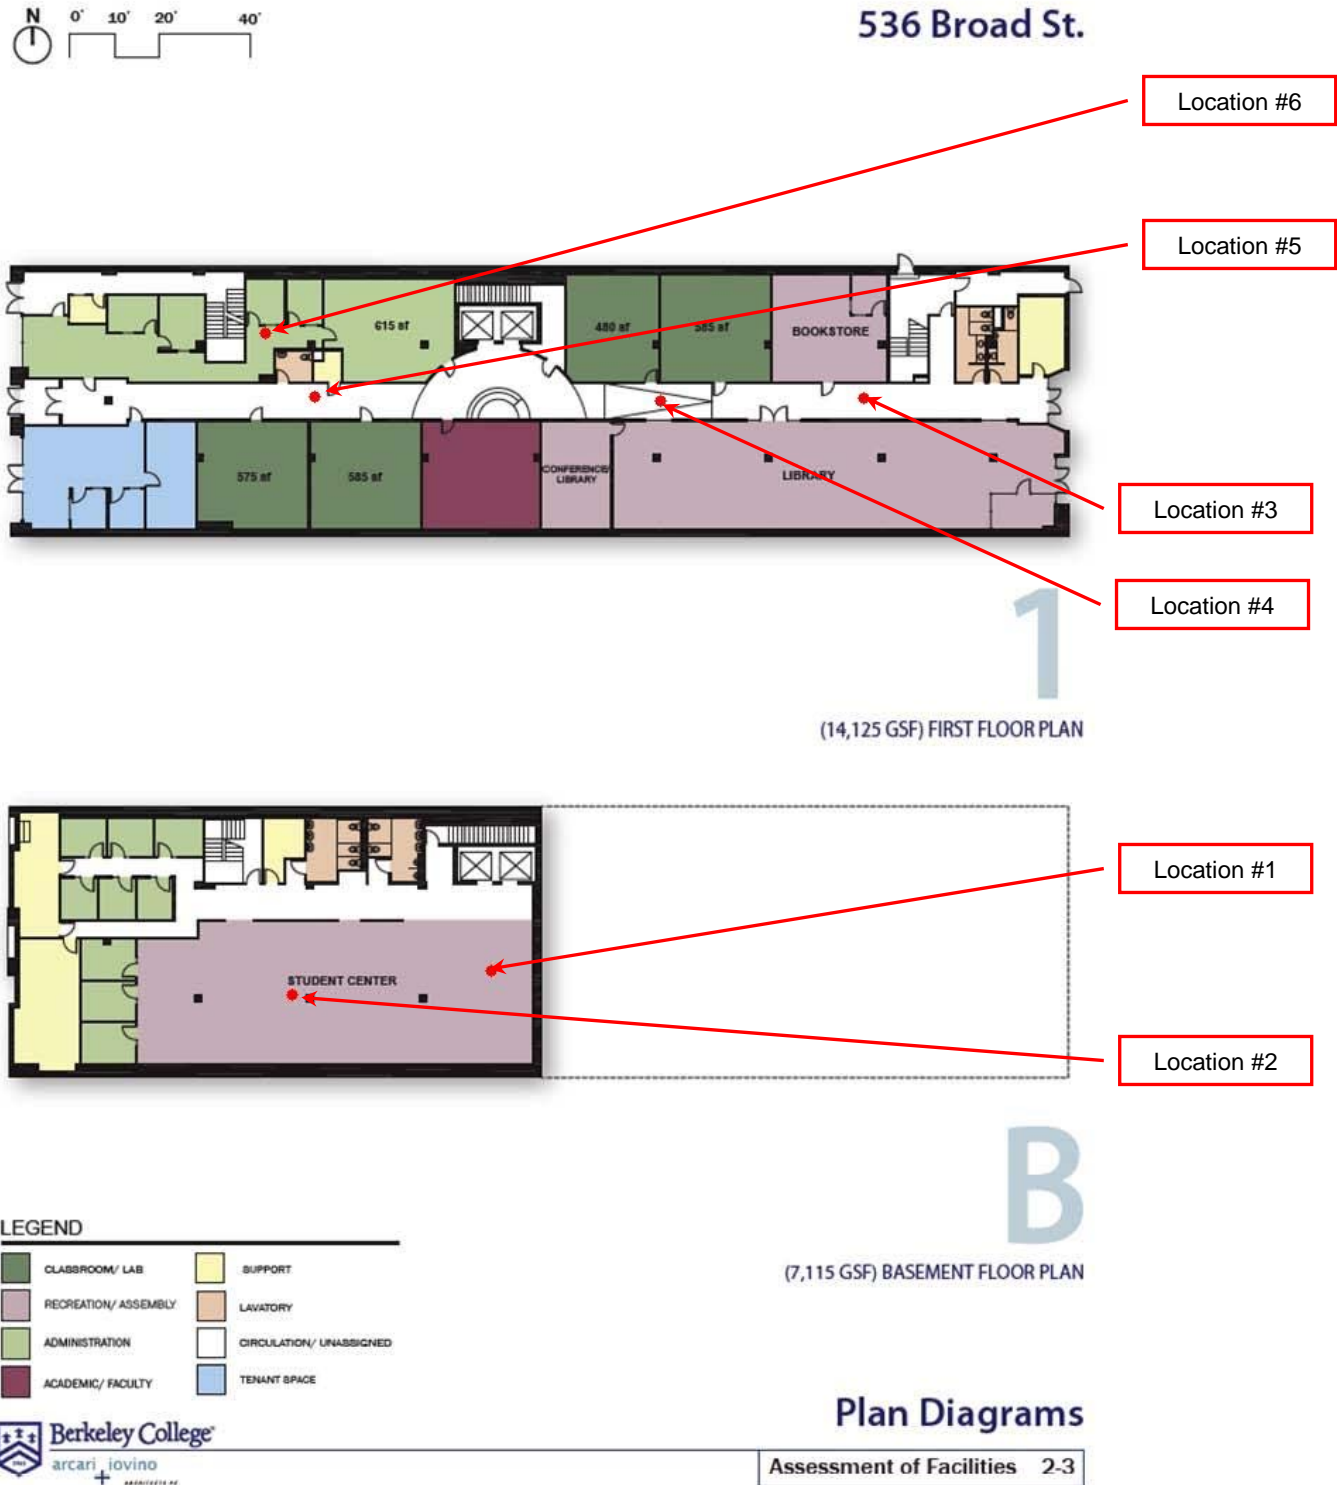 N 0' 10' 20' 40'
536 Broad St.
Location #6
Location #5
615 sf
480 sf
585 sf
BOOKSTORE
575 sf
585 sf
CONFERENCE/
LIBRARY
LIBRARY
Location #3
Location #4
1
(14,125 GSF) FIRST FLOOR PLAN
Location #1
STUDENT CENTER
Location #2
B
(7,115 GSF) BASEMENT FLOOR PLAN
LEGEND
CLASSROOM/ LAB
SUPPORT
RECREATION/ ASSEMBLY
LAVATORY
ADMINISTRATION
CIRCULATION/ UNASSIGNED
ACADEMIC/ FACULTY
TENANT SPACE
Plan Diagrams
Berkeley College
arcari iovino
+
Assessment of Facilities 2-3